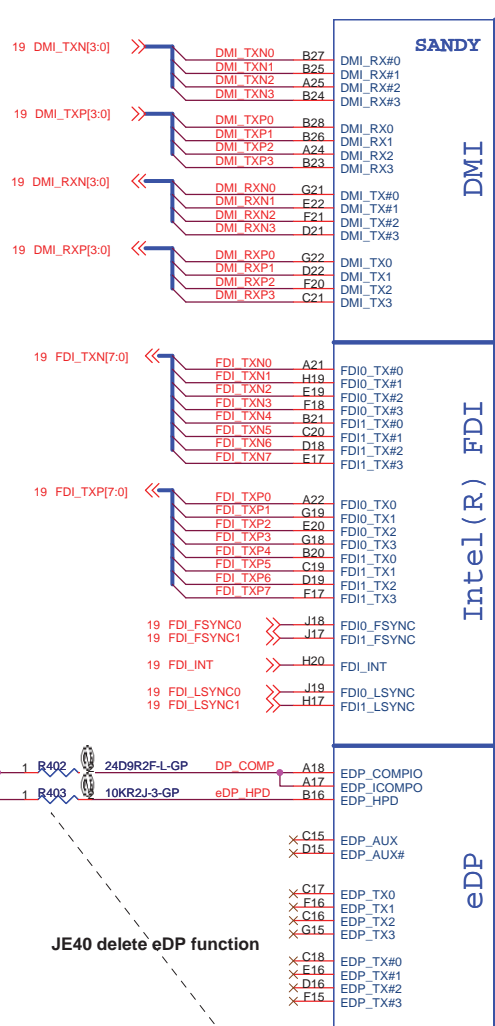 SANDY
19 DMI_TXN[3:0]
DMI_TXN0 B27 DMI_RX#0
DMI_TXN1 B25 DMI_RX#1
DMI_TXN2 A25 DMI_RX#2
DMI_TXN3 B24 DMI_RX#3
19 DMI_TXP[3:0]
DMI_TXP0 B28 DMI_RX0
DMI_TXP1 B26 DMI_RX1
DMI_TXP2 A24 DMI_RX2
DMI_TXP3 B23 DMI_RX3
DMI
19 DMI_RXN[3:0]
DMI_RXN0 G21 DMI_TX#0
DMI_RXN1 E22 DMI_TX#1
DMI_RXN2 F21 DMI_TX#2
DMI_RXN3 D21 DMI_TX#3
19 DMI_RXP[3:0]
DMI_RXP0 G22 DMI_TX0
DMI_RXP1 D22 DMI_TX1
DMI_RXP2 F20 DMI_TX2
DMI_RXP3 C21 DMI_TX3
19 FDI_TXN[7:0]
FDI_TXN0 A21 FDI0_TX#0
FDI_TXN1 H19 FDI0_TX#1
FDI_TXN2 E19 FDI0_TX#2
FDI_TXN3 F18 FDI0_TX#3
FDI_TXN4 B21 FDI1_TX#0
FDI_TXN5 C20 FDI1_TX#1
FDI_TXN6 D18 FDI1_TX#2
FDI_TXN7 E17 FDI1_TX#3
Intel(R) FDI
19 FDI_TXP[7:0]
FDI_TXP0 A22 FDI0_TX0
FDI_TXP1 G19 FDI0_TX1
FDI_TXP2 E20 FDI0_TX2
FDI_TXP3 G18 FDI0_TX3
FDI_TXP4 B20 FDI1_TX0
FDI_TXP5 C19 FDI1_TX1
FDI_TXP6 D19 FDI1_TX2
FDI_TXP7 F17 FDI1_TX3
19 FDI_FSYNC0 J18 FDI0_FSYNC
19 FDI_FSYNC1 J17 FDI1_FSYNC
19 FDI_INT H20 FDI_INT
19 FDI_LSYNC0 J19 FDI0_LSYNC
19 FDI_LSYNC1 H17 FDI1_LSYNC
1 R402 24D9R2F-L-GP DP_COMP A18 EDP_COMPIO
A17 EDP_ICOMPO
1 R403 10KR2J-3-GP eDP_HPD B16 EDP_HPD
C15 EDP_AUX
D15 EDP_AUX#
eDP
C17 EDP_TX0
F16 EDP_TX1
C16 EDP_TX2
G15 EDP_TX3
JE40 delete eDP function
C18 EDP_TX#0
E16 EDP_TX#1
D16 EDP_TX#2
F15 EDP_TX#3